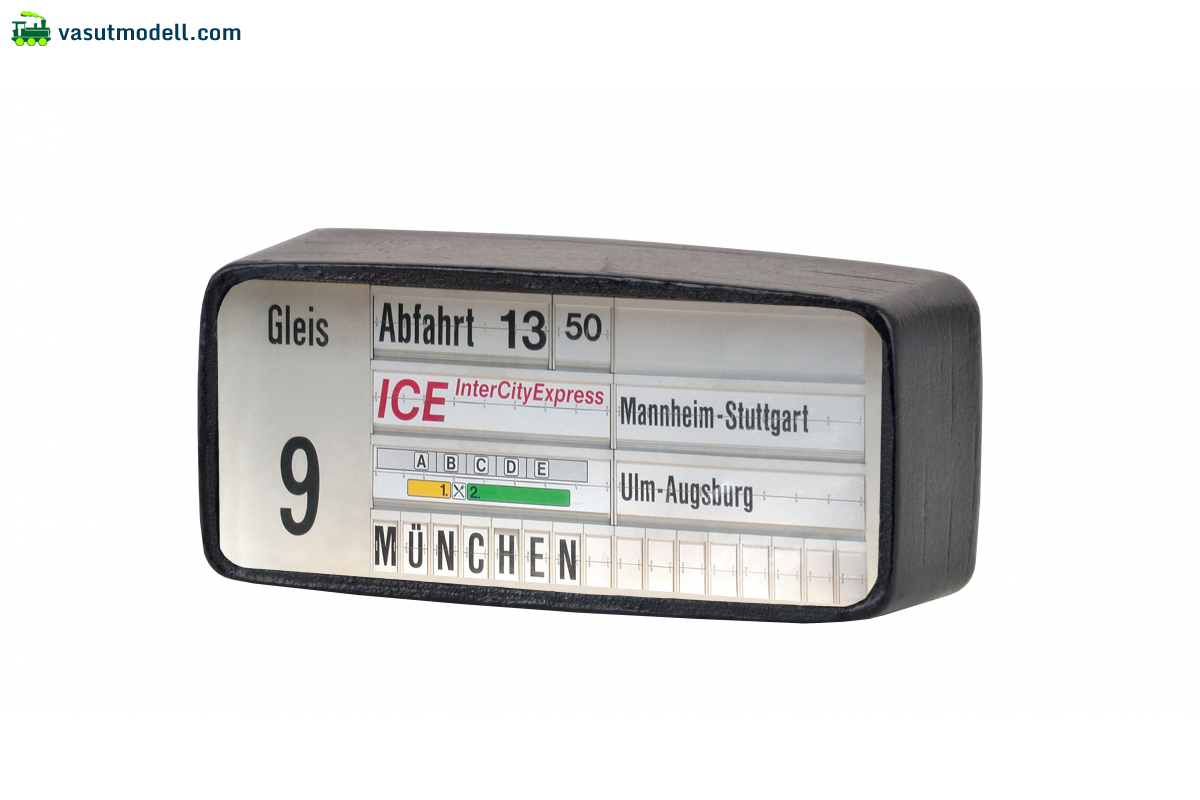 vasutmodell.com
Gleis
9
Abfahrt 13 50
ICE InterCityExpress
Mannheim-Stuttgart
A B C D E
1. 2.
Ulm-Augsburg
MÜNCHEN